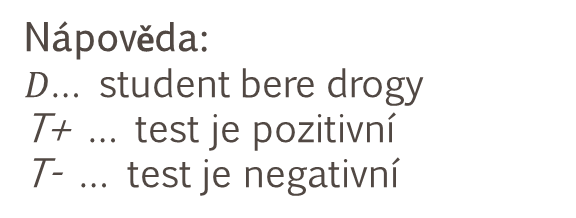 Nápověda:
D... student bere drogy
T+ ... test je pozitivní
T- ... test je negativní